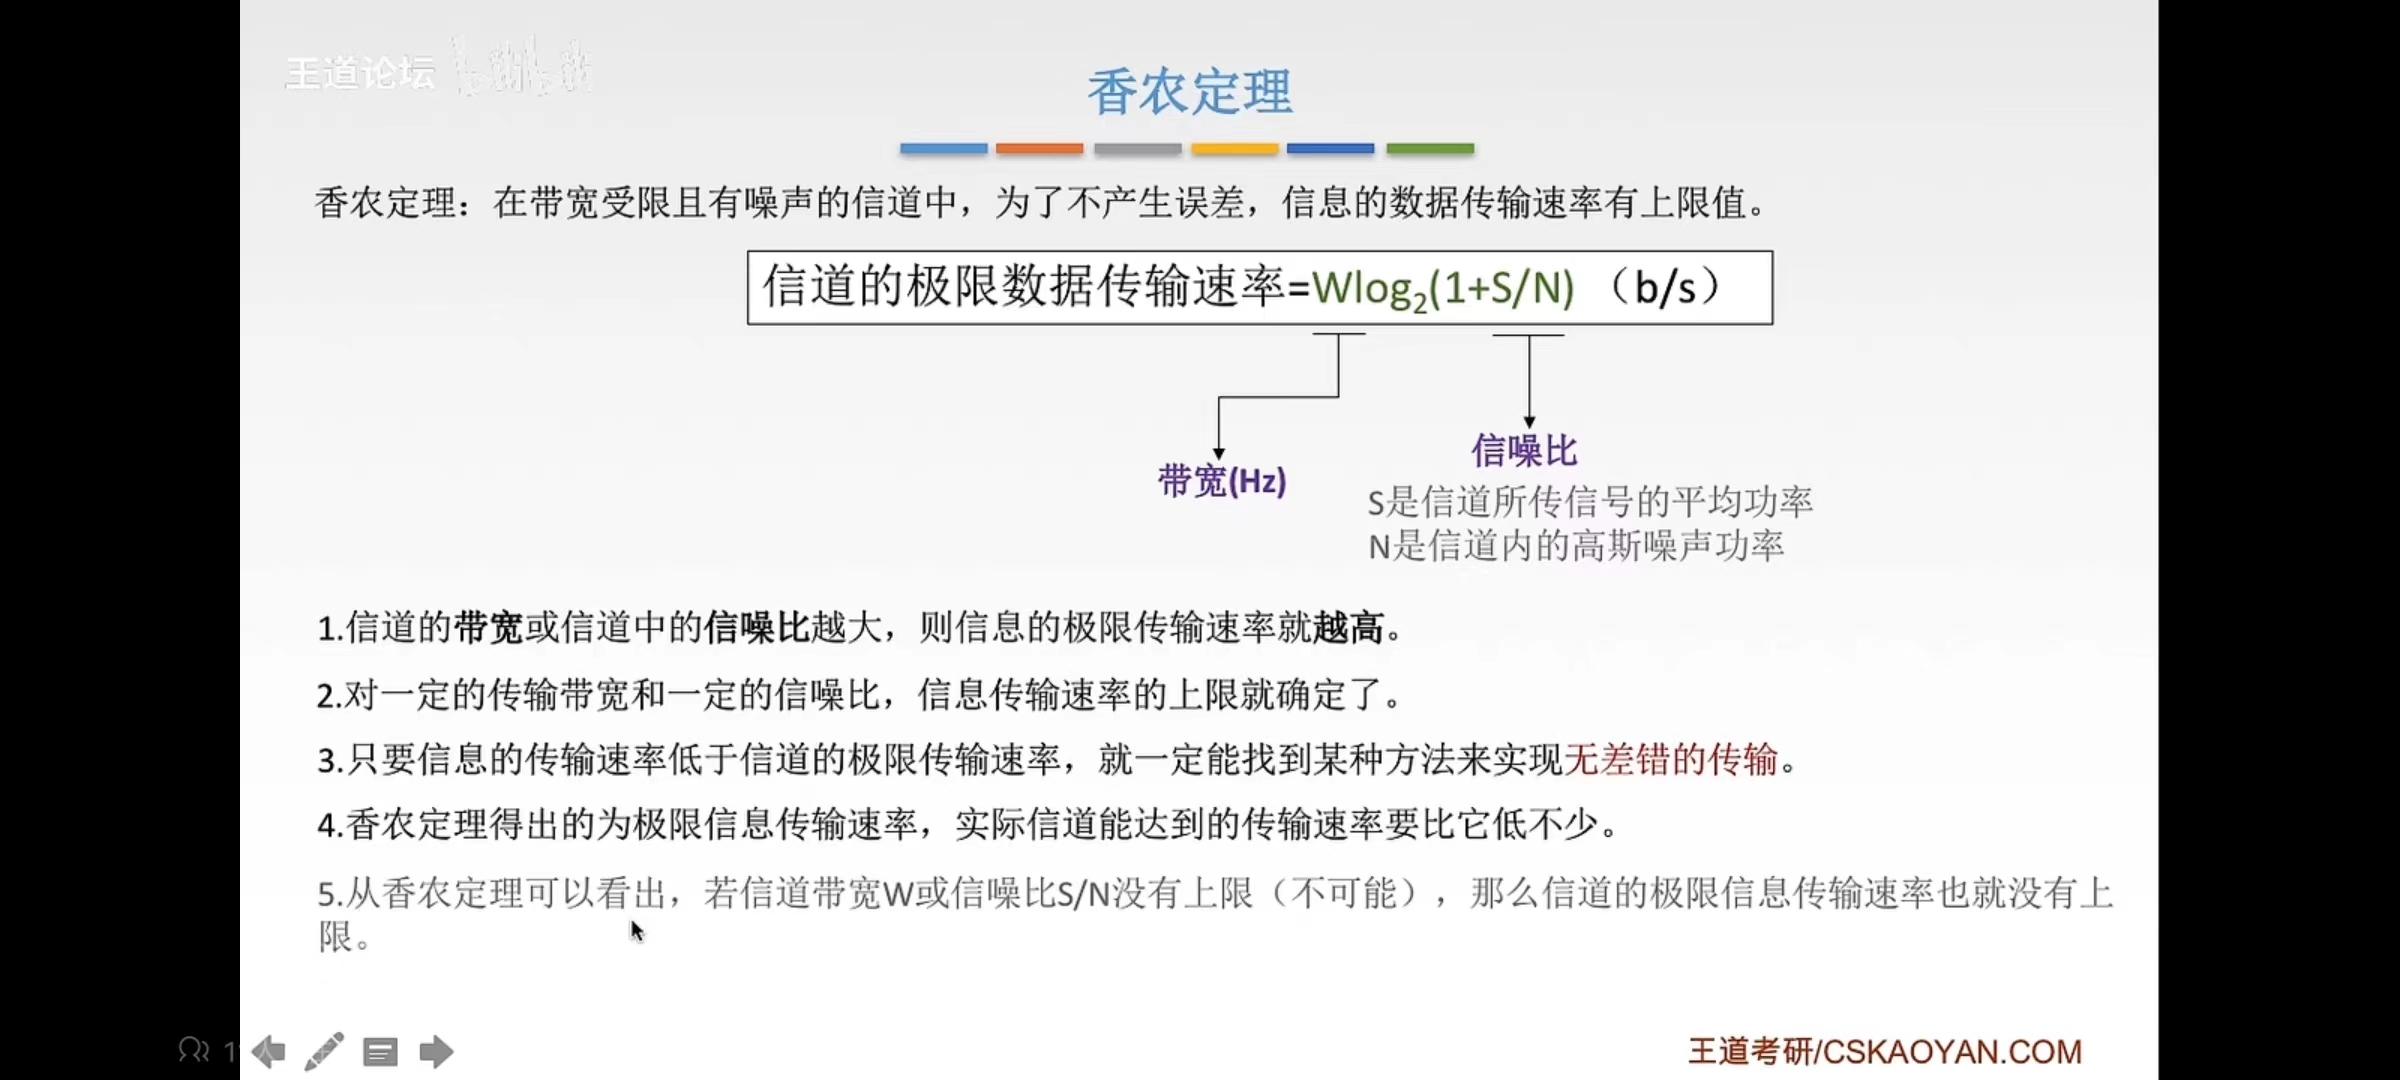 王道论坛 bilibili
香农定理
香农定理：在带宽受限且有噪声的信道中，为了不产生误差，信息的数据传输速率有上限值。
信道的极限数据传输速率=Wlog₂(1+S/N) （b/s）
信噪比
带宽(Hz)
S是信道所传信号的平均功率
N是信道内的高斯噪声功率
1.信道的带宽或信道中的信噪比越大，则信息的极限传输速率就越高。
2.对一定的传输带宽和一定的信噪比，信息传输速率的上限就确定了。
3.只要信息的传输速率低于信道的极限传输速率，就一定能找到某种方法来实现无差错的传输。
4.香农定理得出的为极限信息传输速率，实际信道能达到的传输速率要比它低不少。
5.从香农定理可以看出，若信道带宽W或信噪比S/N没有上限（不可能），那么信道的极限信息传输速率也就没有上
限。
王道考研/CSKAOYAN.COM